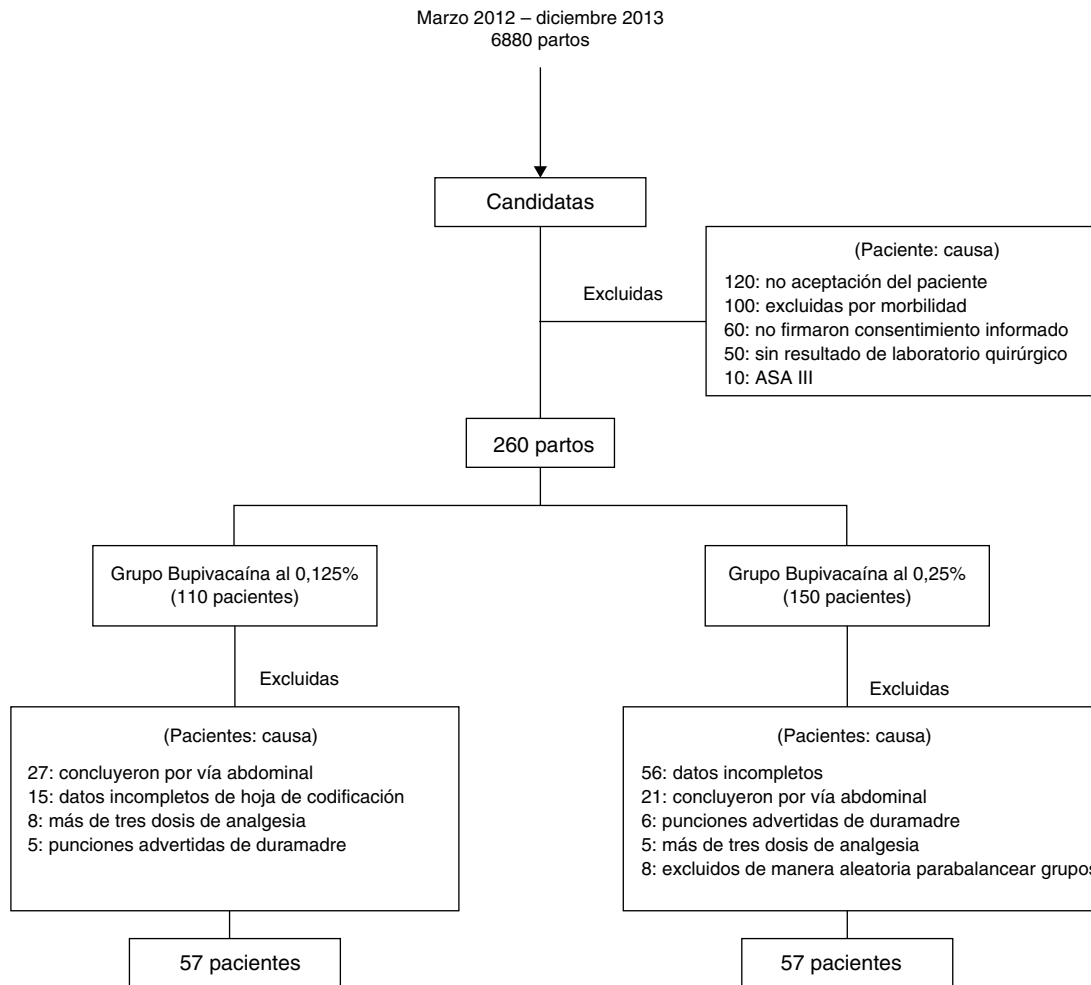 Marzo 2012 – diciembre 2013
6880 partos
Candidatas
Excluidas
(Paciente: causa)
120: no aceptación del paciente
100: excluidas por morbilidad
60: no firmaron consentimiento informado
50: sin resultado de laboratorio quirúrgico
10: ASA III
260 partos
Grupo Bupivacaína al 0,125%
(110 pacientes)
Excluidas
(Pacientes: causa)
27: concluyeron por vía abdominal
15: datos incompletos de hoja de codificación
8: más de tres dosis de analgesia
5: punciones advertidas de duramadre
57 pacientes
Grupo Bupivacaína al 0,25%
(150 pacientes)
Excluidas
(Pacientes: causa)
56: datos incompletos
21: concluyeron por vía abdominal
6: punciones advertidas de duramadre
5: más de tres dosis de analgesia
8: excluidos de manera aleatoria parabalancear grupos
57 pacientes